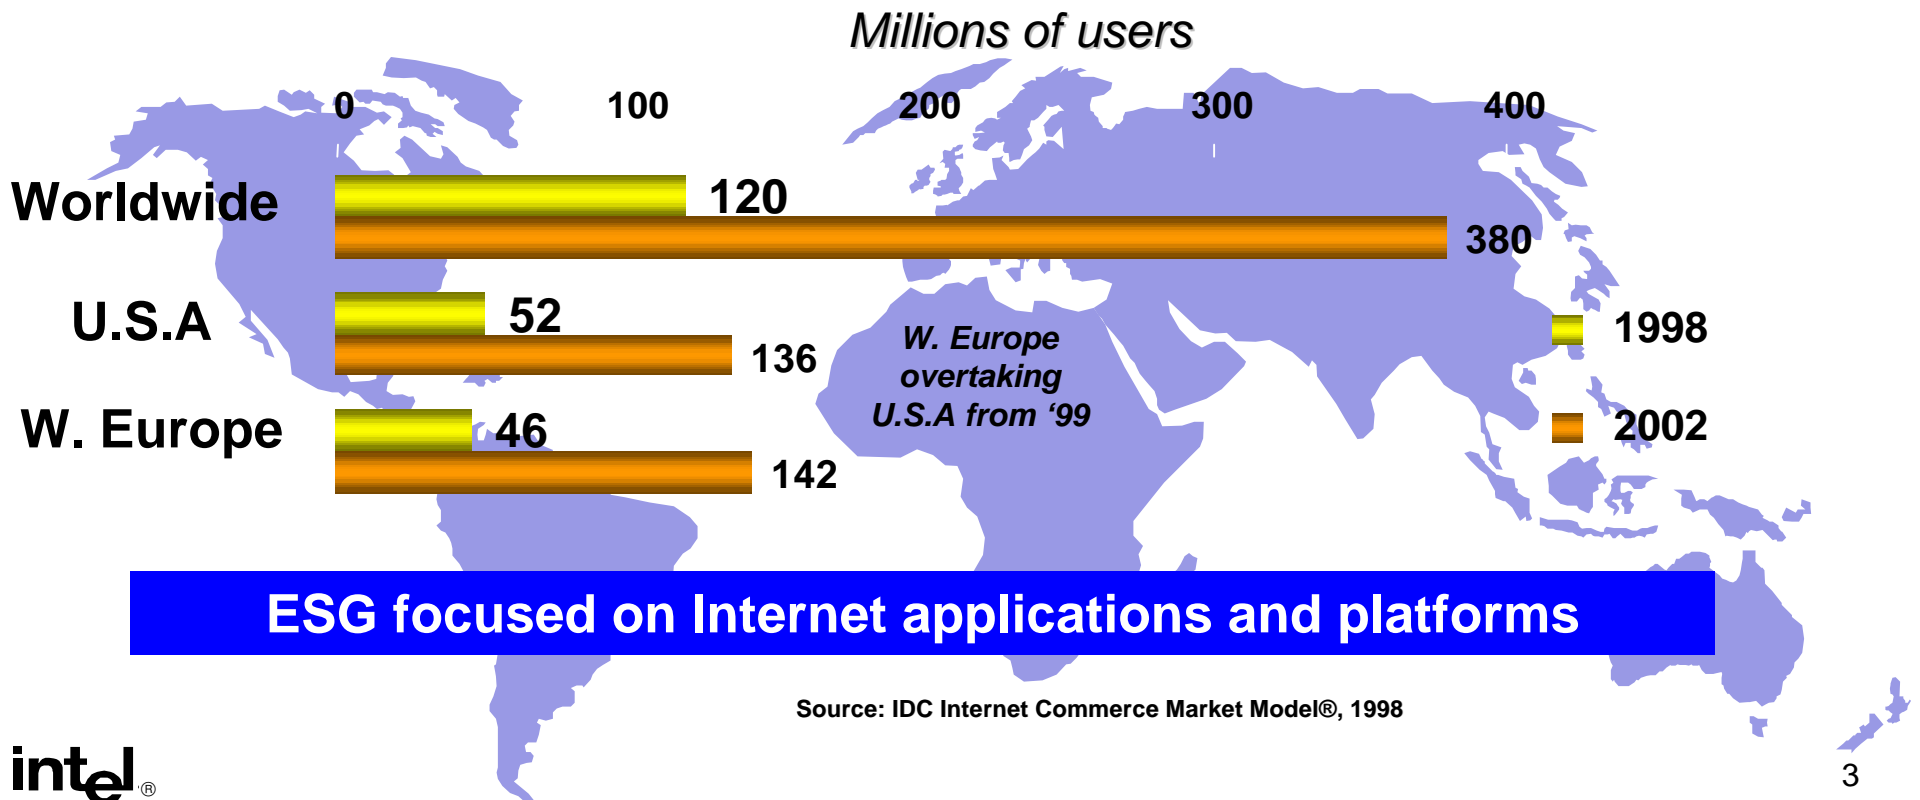 Millions of users
0 100 200 300 400
Worldwide
120
380
U.S.A
52
136
W. Europe
46
142
W. Europe
overtaking
U.S.A from ‘99
1998
2002
ESG focused on Internet applications and platforms
Source: IDC Internet Commerce Market Model®, 1998
intel®
3